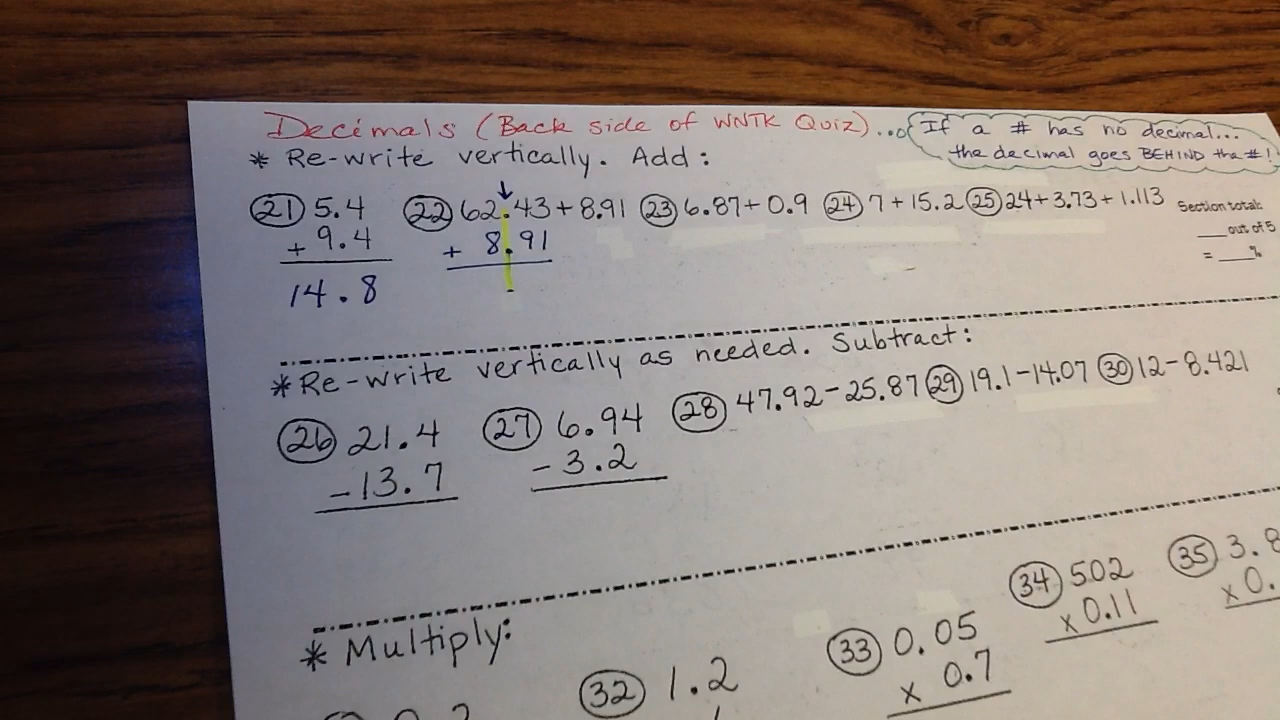 Decimals (Back side of WNTK Quiz)...
If a # has no decimal...
the decimal goes BEHIND the #!
* Re-write vertically. Add:
21 5.4
+ 9.4
14.8
22 62.43+8.91
+ 8.91
23 6.87+0.9
24 7+15.2
25 24+3.73+1.113
Section total:
___ out of 5
= ___%
* Re-write vertically as needed. Subtract:
26 21.4
-13.7
27 6.94
-3.2
28 47.92-25.87
29 19.1-14.07
30 12-8.421
* Multiply:
32 1.2
33 0.05
x 0.7
34 502
x 0.11
35 3.8
x 0.